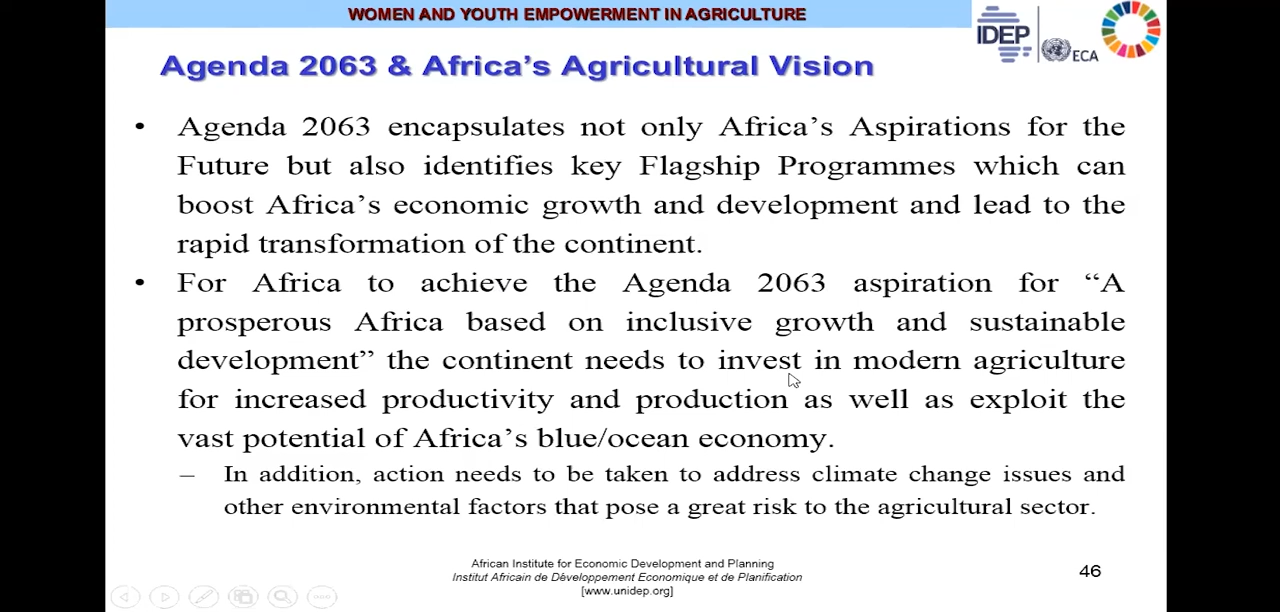 WOMEN AND YOUTH EMPOWERMENT IN AGRICULTURE
IDEP
ECA
Agenda 2063 & Africa's Agricultural Vision
• Agenda 2063 encapsulates not only Africa's Aspirations for the
Future but also identifies key Flagship Programmes which can
boost Africa's economic growth and development and lead to the
rapid transformation of the continent.
• For Africa to achieve the Agenda 2063 aspiration for “A
prosperous Africa based on inclusive growth and sustainable
development” the continent needs to invest in modern agriculture
for increased productivity and production as well as exploit the
vast potential of Africa's blue/ocean economy.
– In addition, action needs to be taken to address climate change issues and
other environmental factors that pose a great risk to the agricultural sector.
African Institute for Economic Development and Planning
Institut Africain de Développement Economique et de Planification
[www.unidep.org]
46